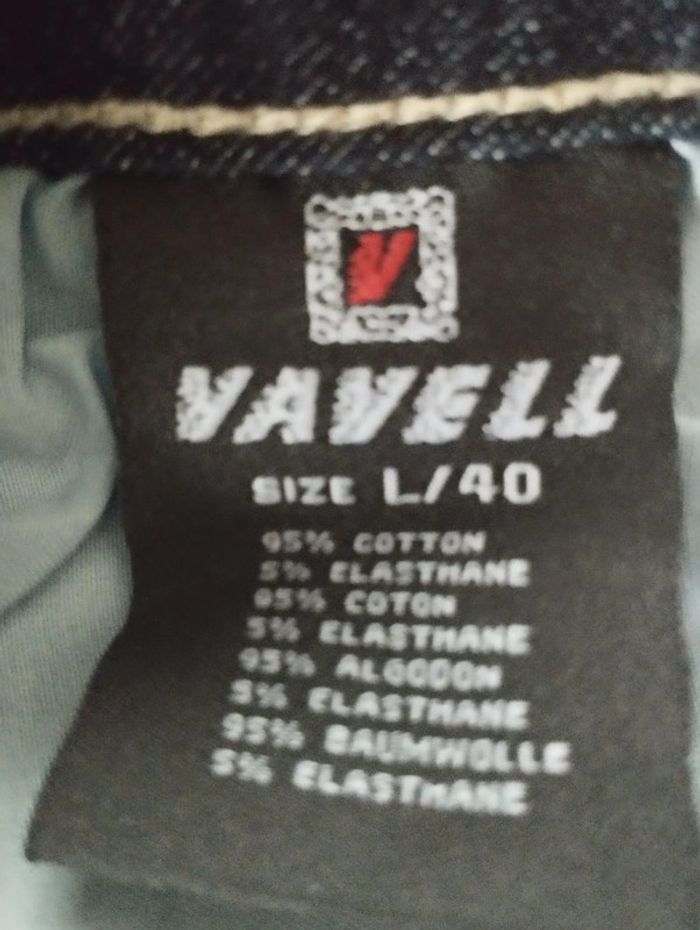 V
VAVELL
SIZE L/40
95% COTTON
5% ELASTHANE
95% COTON
5% ELASTHANE
95% ALGODON
5% ELASTHANE
95% BAUMWOLLE
5% ELASTHANE